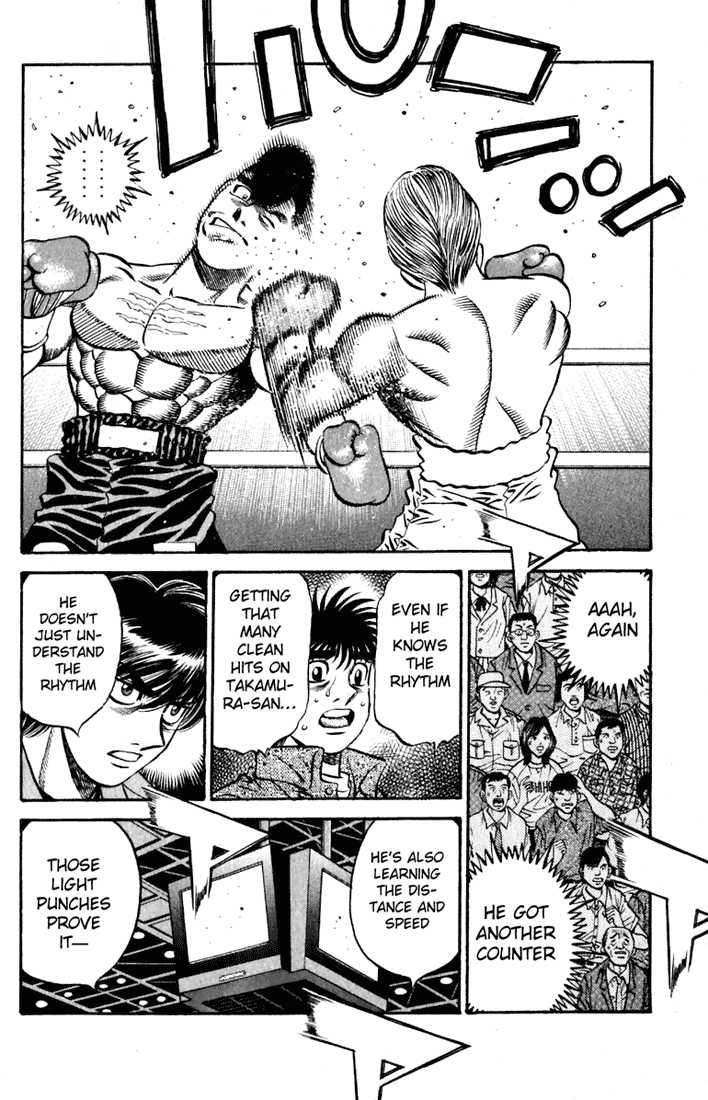 AAAH,
AGAIN
EVEN IF
HE
KNOWS
THE
RHYTHM
GETTING
THAT
MANY
CLEAN
HITS ON
TAKAMU-
RA-SAN...
HE
DOESN'T
JUST UN-
DERSTAND
THE
RHYTHM
HE GOT
ANOTHER
COUNTER
HE'S ALSO
LEARNING
THE DIS-
TANCE AND
SPEED
THOSE
LIGHT
PUNCHES
PROVE
IT—